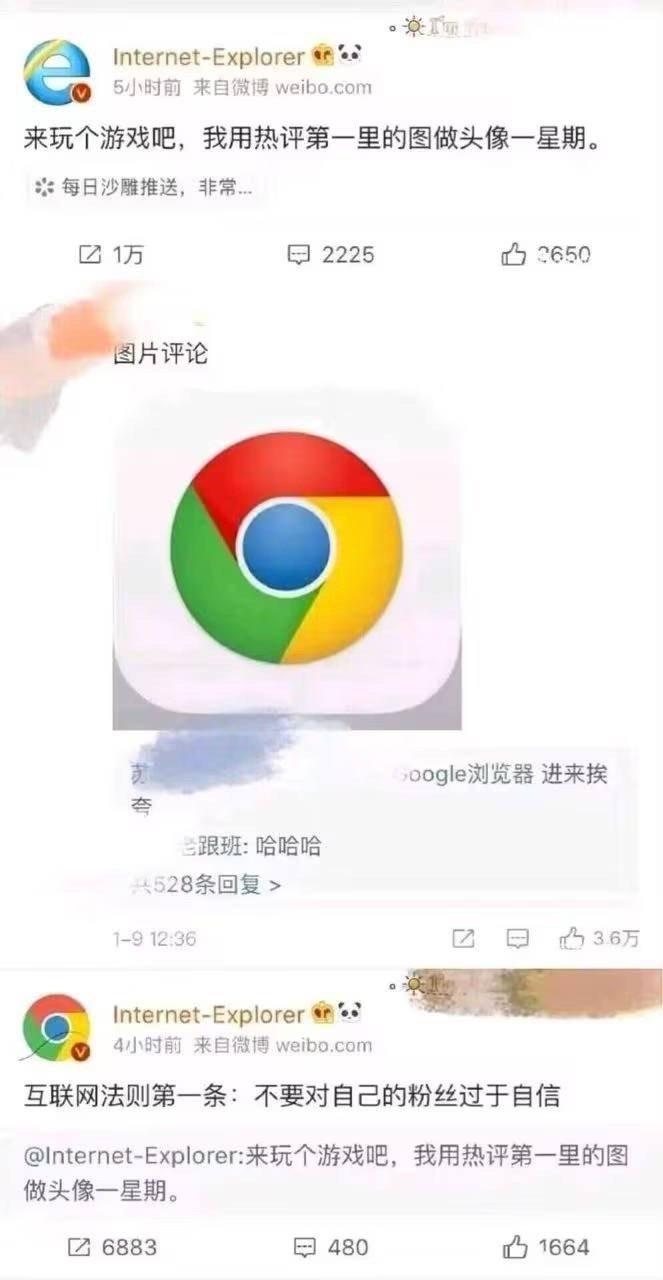 Internet-Explorer
5小时前 来自微博 weibo.com
来玩个游戏吧，我用热评第一里的图做头像一星期。
每日沙雕推送，非常...
1万
2225
2650
图片评论
Google浏览器 进来挨
夸
老跟班: 哈哈哈
共528条回复 >
1-9 12:36
3.6万
Internet-Explorer
4小时前 来自微博 weibo.com
互联网法则第一条：不要对自己的粉丝过于自信
@Internet-Explorer:来玩个游戏吧，我用热评第一里的图
做头像一星期。
6883
480
1664